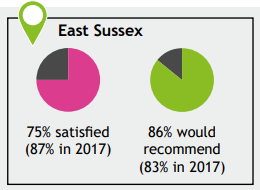 East Sussex
75% satisfied
(87% in 2017)
86% would
recommend
(83% in 2017)